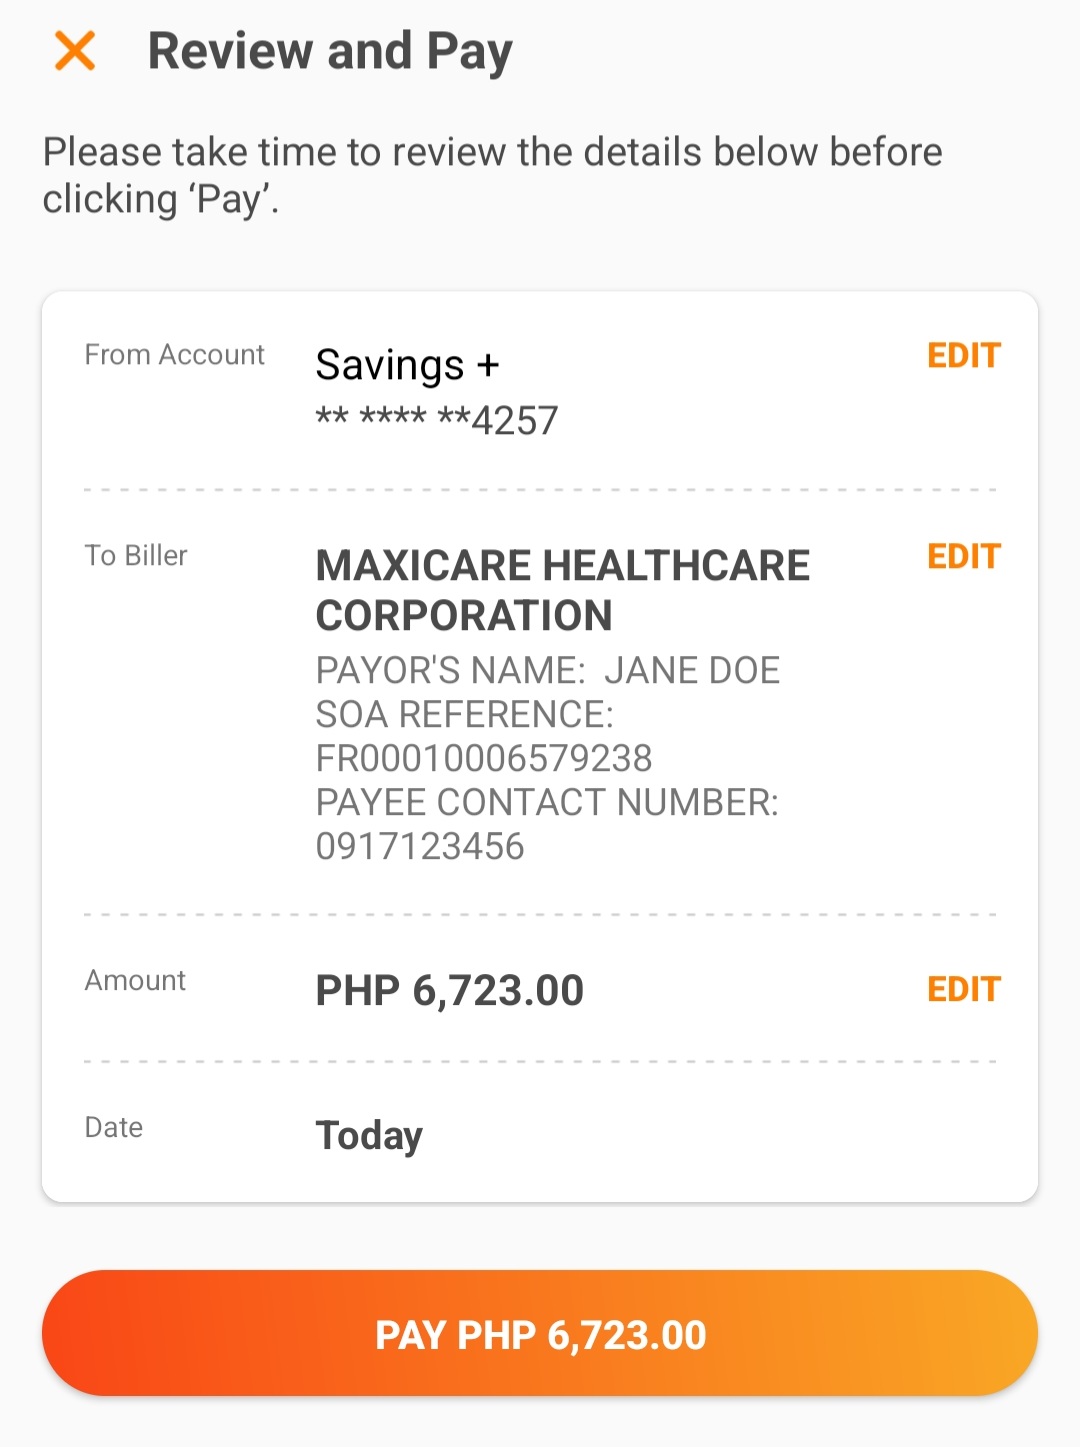 Review and Pay
Please take time to review the details below before
clicking ‘Pay’.
From Account
Savings +
EDIT
** **** **4257
To Biller
MAXICARE HEALTHCARE
CORPORATION
EDIT
PAYOR'S NAME:  JANE DOE
SOA REFERENCE:
FR00010006579238
PAYEE CONTACT NUMBER:
0917123456
Amount
PHP 6,723.00
EDIT
Date
Today
PAY PHP 6,723.00